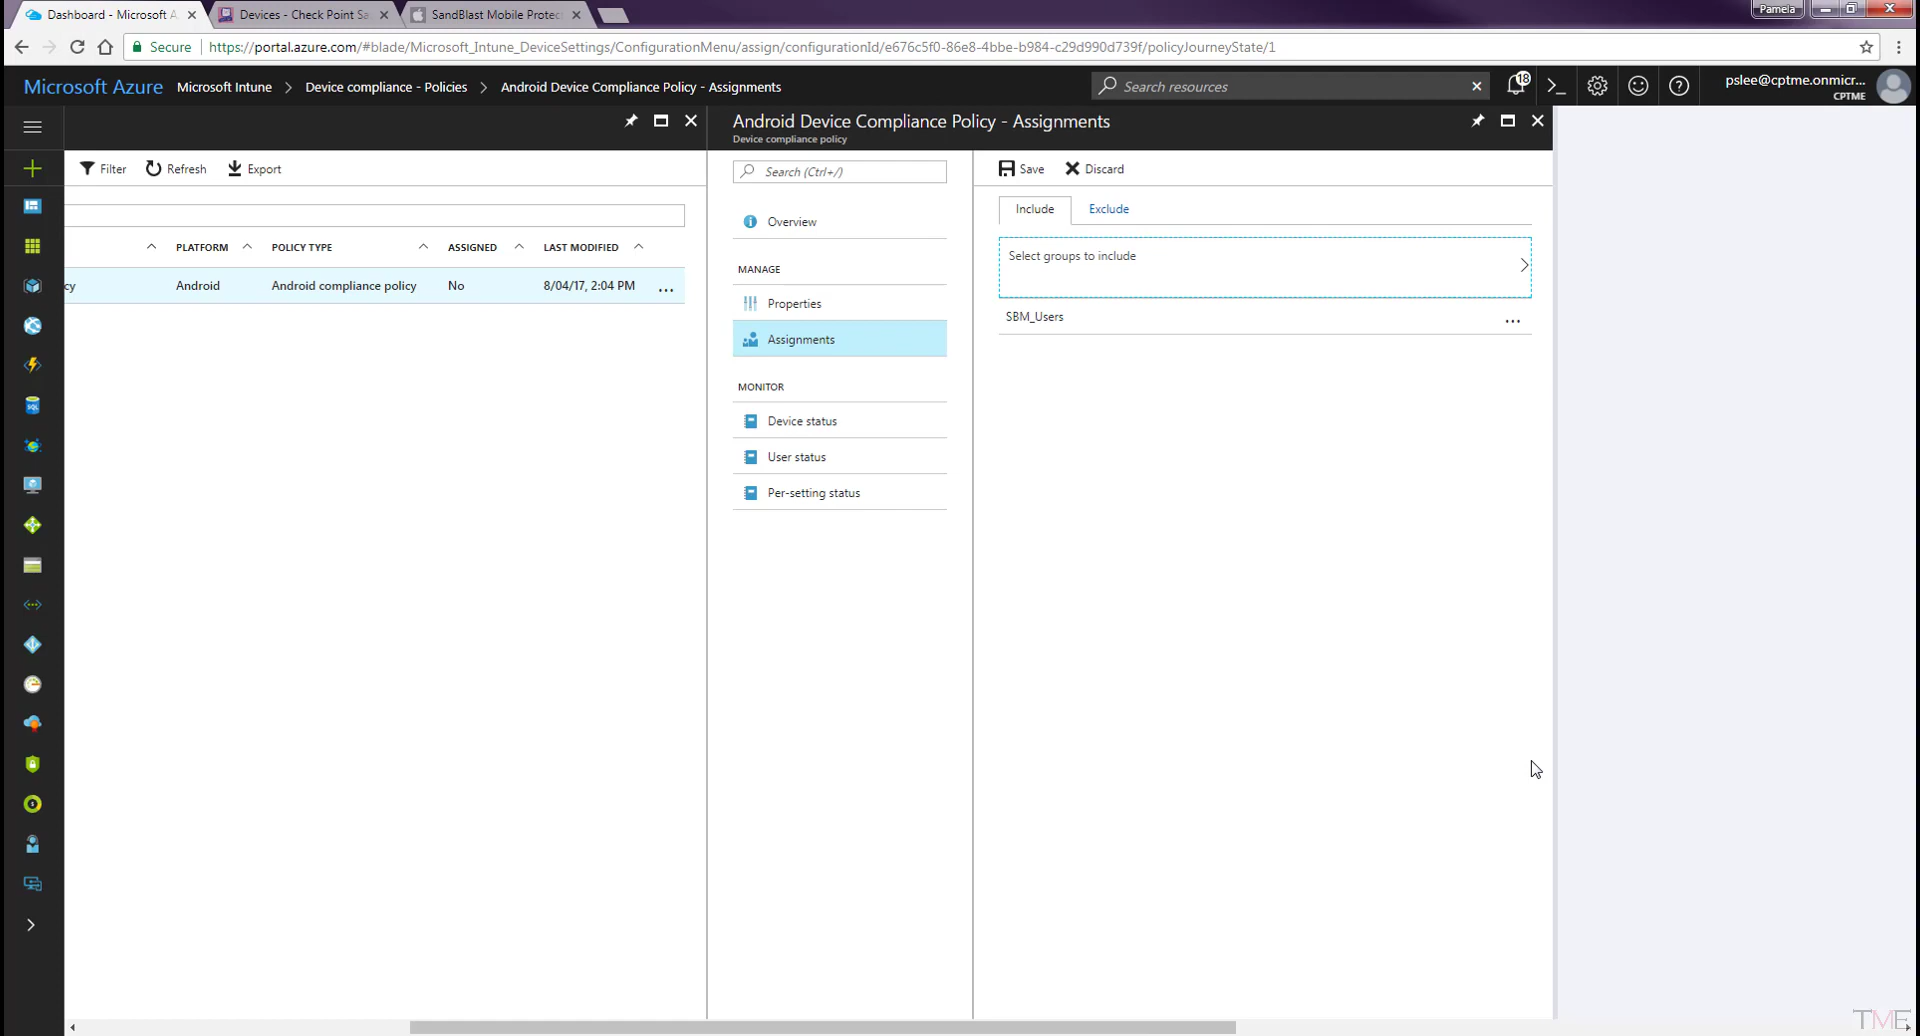 Dashboard - Microsoft A
Devices - Check Point Sa
SandBlast Mobile Protec
Pamela
Secure
https://portal.azure.com/#blade/Microsoft_Intune_DeviceSettings/ConfigurationMenu/assign/configurationId/e676c5f0-86e8-4bbe-b984-c29d990d739f/policyJourneyState/1
Microsoft Azure
Microsoft Intune > Device compliance - Policies > Android Device Compliance Policy - Assignments
Search resources
18
pslee@cptme.onmicr...
CPTME
Android Device Compliance Policy - Assignments
Device compliance policy
Filter
Refresh
Export
PLATFORM
POLICY TYPE
ASSIGNED
LAST MODIFIED
cy
Android
Android compliance policy
No
8/04/17, 2:04 PM
...
Search (Ctrl+/)
Overview
MANAGE
Properties
Assignments
MONITOR
Device status
User status
Per-setting status
Save
Discard
Include
Exclude
Select groups to include
SBM_Users
...
SQL
TME